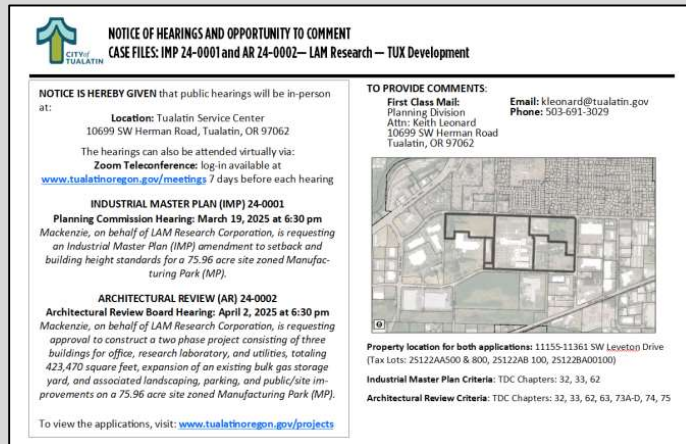 CITY of
TUALATIN
NOTICE OF HEARINGS AND OPPORTUNITY TO COMMENT
CASE FILES: IMP 24-0001 and AR 24-0002— LAM Research — TUX Development
NOTICE IS HEREBY GIVEN that public hearings will be in-person
at:
Location: Tualatin Service Center
10699 SW Herman Road, Tualatin, OR 97062
The hearings can also be attended virtually via:
Zoom Teleconference: log-in available at
www.tualatinoregon.gov/meetings 7 days before each hearing
INDUSTRIAL MASTER PLAN (IMP) 24-0001
Planning Commission Hearing: March 19, 2025 at 6:30 pm
Mackenzie, on behalf of LAM Research Corporation, is requesting
an Industrial Master Plan (IMP) amendment to setback and
building height standards for a 75.96 acre site zoned Manufac-
turing Park (MP).
ARCHITECTURAL REVIEW (AR) 24-0002
Architectural Review Board Hearing: April 2, 2025 at 6:30 pm
Mackenzie, on behalf of LAM Research Corporation, is requesting
approval to construct a two phase project consisting of three
buildings for office, research laboratory, and utilities, totaling
423,470 square feet, expansion of an existing bulk gas storage
yard, and associated landscaping, parking, and public/site im-
provements on a 75.96 acre site zoned Manufacturing Park (MP).
To view the applications, visit: www.tualatinoregon.gov/projects
TO PROVIDE COMMENTS:
First Class Mail:
Planning Division
Attn: Keith Leonard
10699 SW Herman Road
Tualatin, OR 97062
Email: kleonard@tualatin.gov
Phone: 503-691-3029
Property location for both applications: 11155-11361 SW Leveton Drive
(Tax Lots: 2S122AA500 & 800, 2S122AB 100, 2S122BA00100)
Industrial Master Plan Criteria: TDC Chapters: 32, 33, 62
Architectural Review Criteria: TDC Chapters: 32, 33, 62, 63, 73A-D, 74, 75